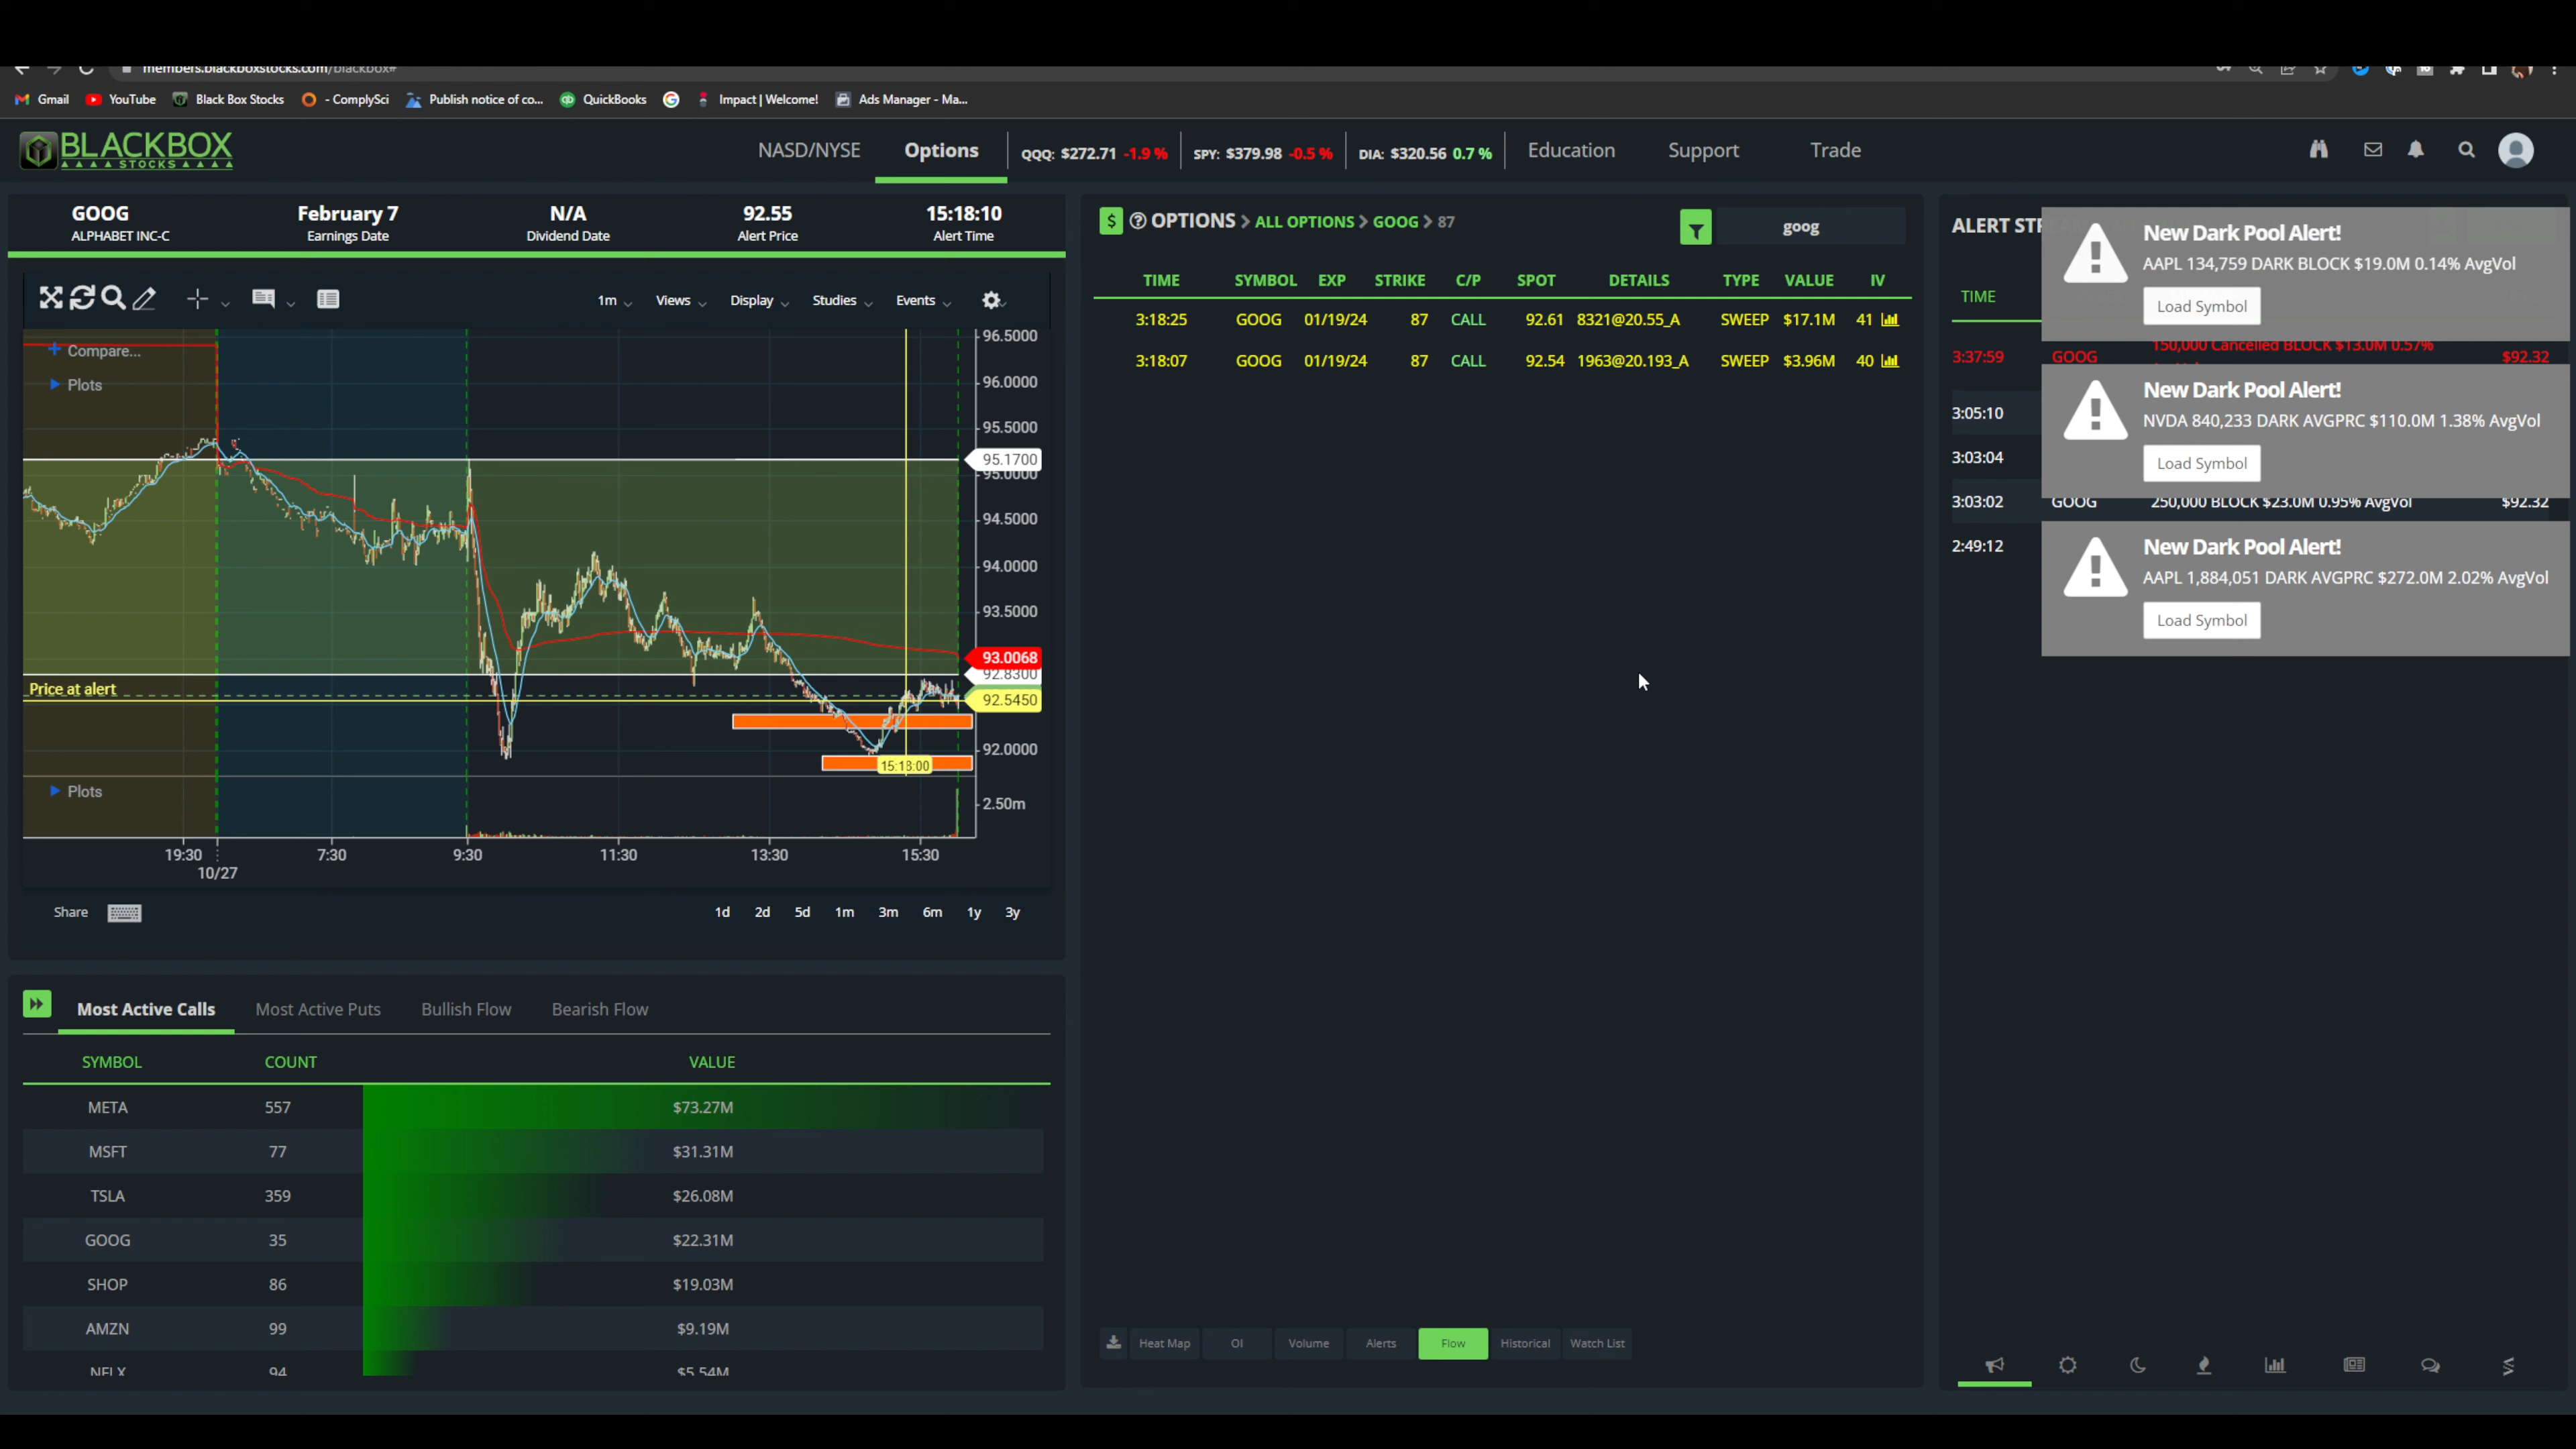 members.blackboxstocks.com/blackbox#
Gmail YouTube Black Box Stocks - ComplySci Publish notice of co... QuickBooks Impact | Welcome! Ads Manager - Ma...
BLACKBOX
STOCKS
NASD/NYSE Options QQQ: $272.71 -1.9 % SPY: $379.98 -0.5 % DIA: $320.56 0.7 % Education Support Trade
GOOG February 7 N/A 92.55 15:18:10
ALPHABET INC-C Earnings Date Dividend Date Alert Price Alert Time
1m Views Display Studies Events
Compare...
Plots
96.5000
96.0000
95.5000
95.1700
95.0000
94.5000
94.0000
93.5000
93.0068
92.8300
Price at alert
92.5450
92.0000
15:18:00
Plots
2.50m
19:30 7:30 9:30 11:30 13:30 15:30
10/27
Share 1d 2d 5d 1m 3m 6m 1y 3y
Most Active Calls Most Active Puts Bullish Flow Bearish Flow
SYMBOL COUNT VALUE
META 557 $73.27M
MSFT 77 $31.31M
TSLA 359 $26.08M
GOOG 35 $22.31M
SHOP 86 $19.03M
AMZN 99 $9.19M
NFLX 94 $5.54M
$ ? OPTIONS > ALL OPTIONS > GOOG > 87 goog
TIME SYMBOL EXP STRIKE C/P SPOT DETAILS TYPE VALUE IV
3:18:25 GOOG 01/19/24 87 CALL 92.61 8321@20.55_A SWEEP $17.1M 41
3:18:07 GOOG 01/19/24 87 CALL 92.54 1963@20.193_A SWEEP $3.96M 40
Heat Map OI Volume Alerts Flow Historical Watch List
ALERT STR
TIME
New Dark Pool Alert!
AAPL 134,759 DARK BLOCK $19.0M 0.14% AvgVol
Load Symbol
3:37:59 GOOG 150,000 Cancelled BLOCK $13.0M 0.57% $92.32
New Dark Pool Alert!
NVDA 840,233 DARK AVGPRC $110.0M 1.38% AvgVol
Load Symbol
3:05:10
3:03:04
3:03:02 GOOG 250,000 BLOCK $23.0M 0.95% AvgVol $92.32
2:49:12
New Dark Pool Alert!
AAPL 1,884,051 DARK AVGPRC $272.0M 2.02% AvgVol
Load Symbol